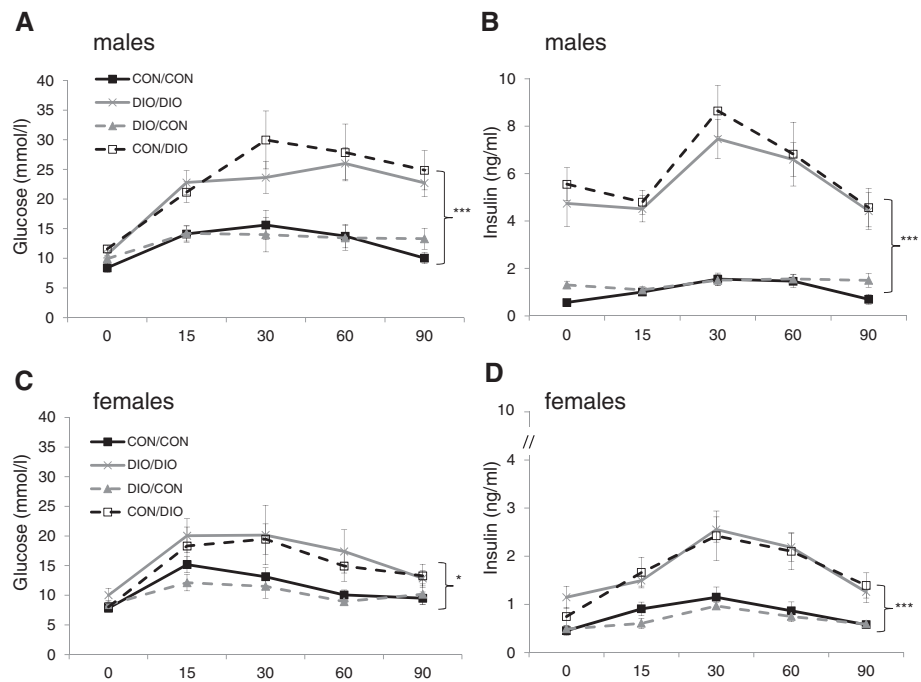 A
males
Glucose (mmol/l)
40
35
30
25
20
15
10
5
0
CON/CON
DIO/DIO
DIO/CON
CON/DIO
***
0 15 30 60 90
B
males
Insulin (ng/ml)
10
8
6
4
2
0
***
0 15 30 60 90
C
females
Glucose (mmol/l)
40
35
30
25
20
15
10
5
0
CON/CON
DIO/DIO
DIO/CON
CON/DIO
*
0 15 30 60 90
D
females
Insulin (ng/ml)
10
//
4
3
2
1
0
***
0 15 30 60 90